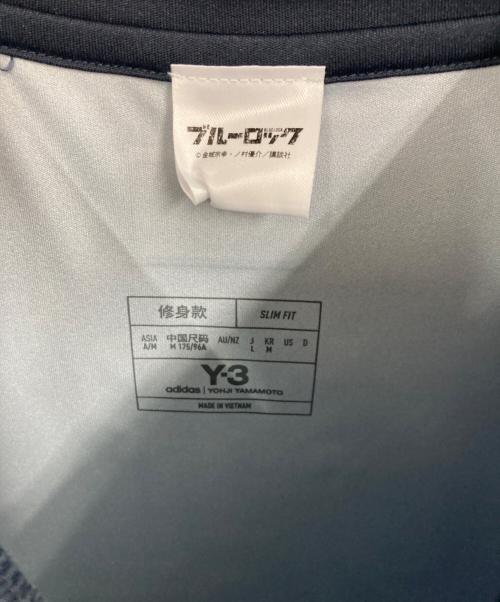 ブルーロック
BLUE LOCK
©金城宗幸・ノ村優介/講談社
修身款 SLIM FIT
ASIA 中国尺码 AU/NZ J KR US D
A/M M 175/96A L M
Y-3
adidas | YOHJI YAMAMOTO
MADE IN VIETNAM